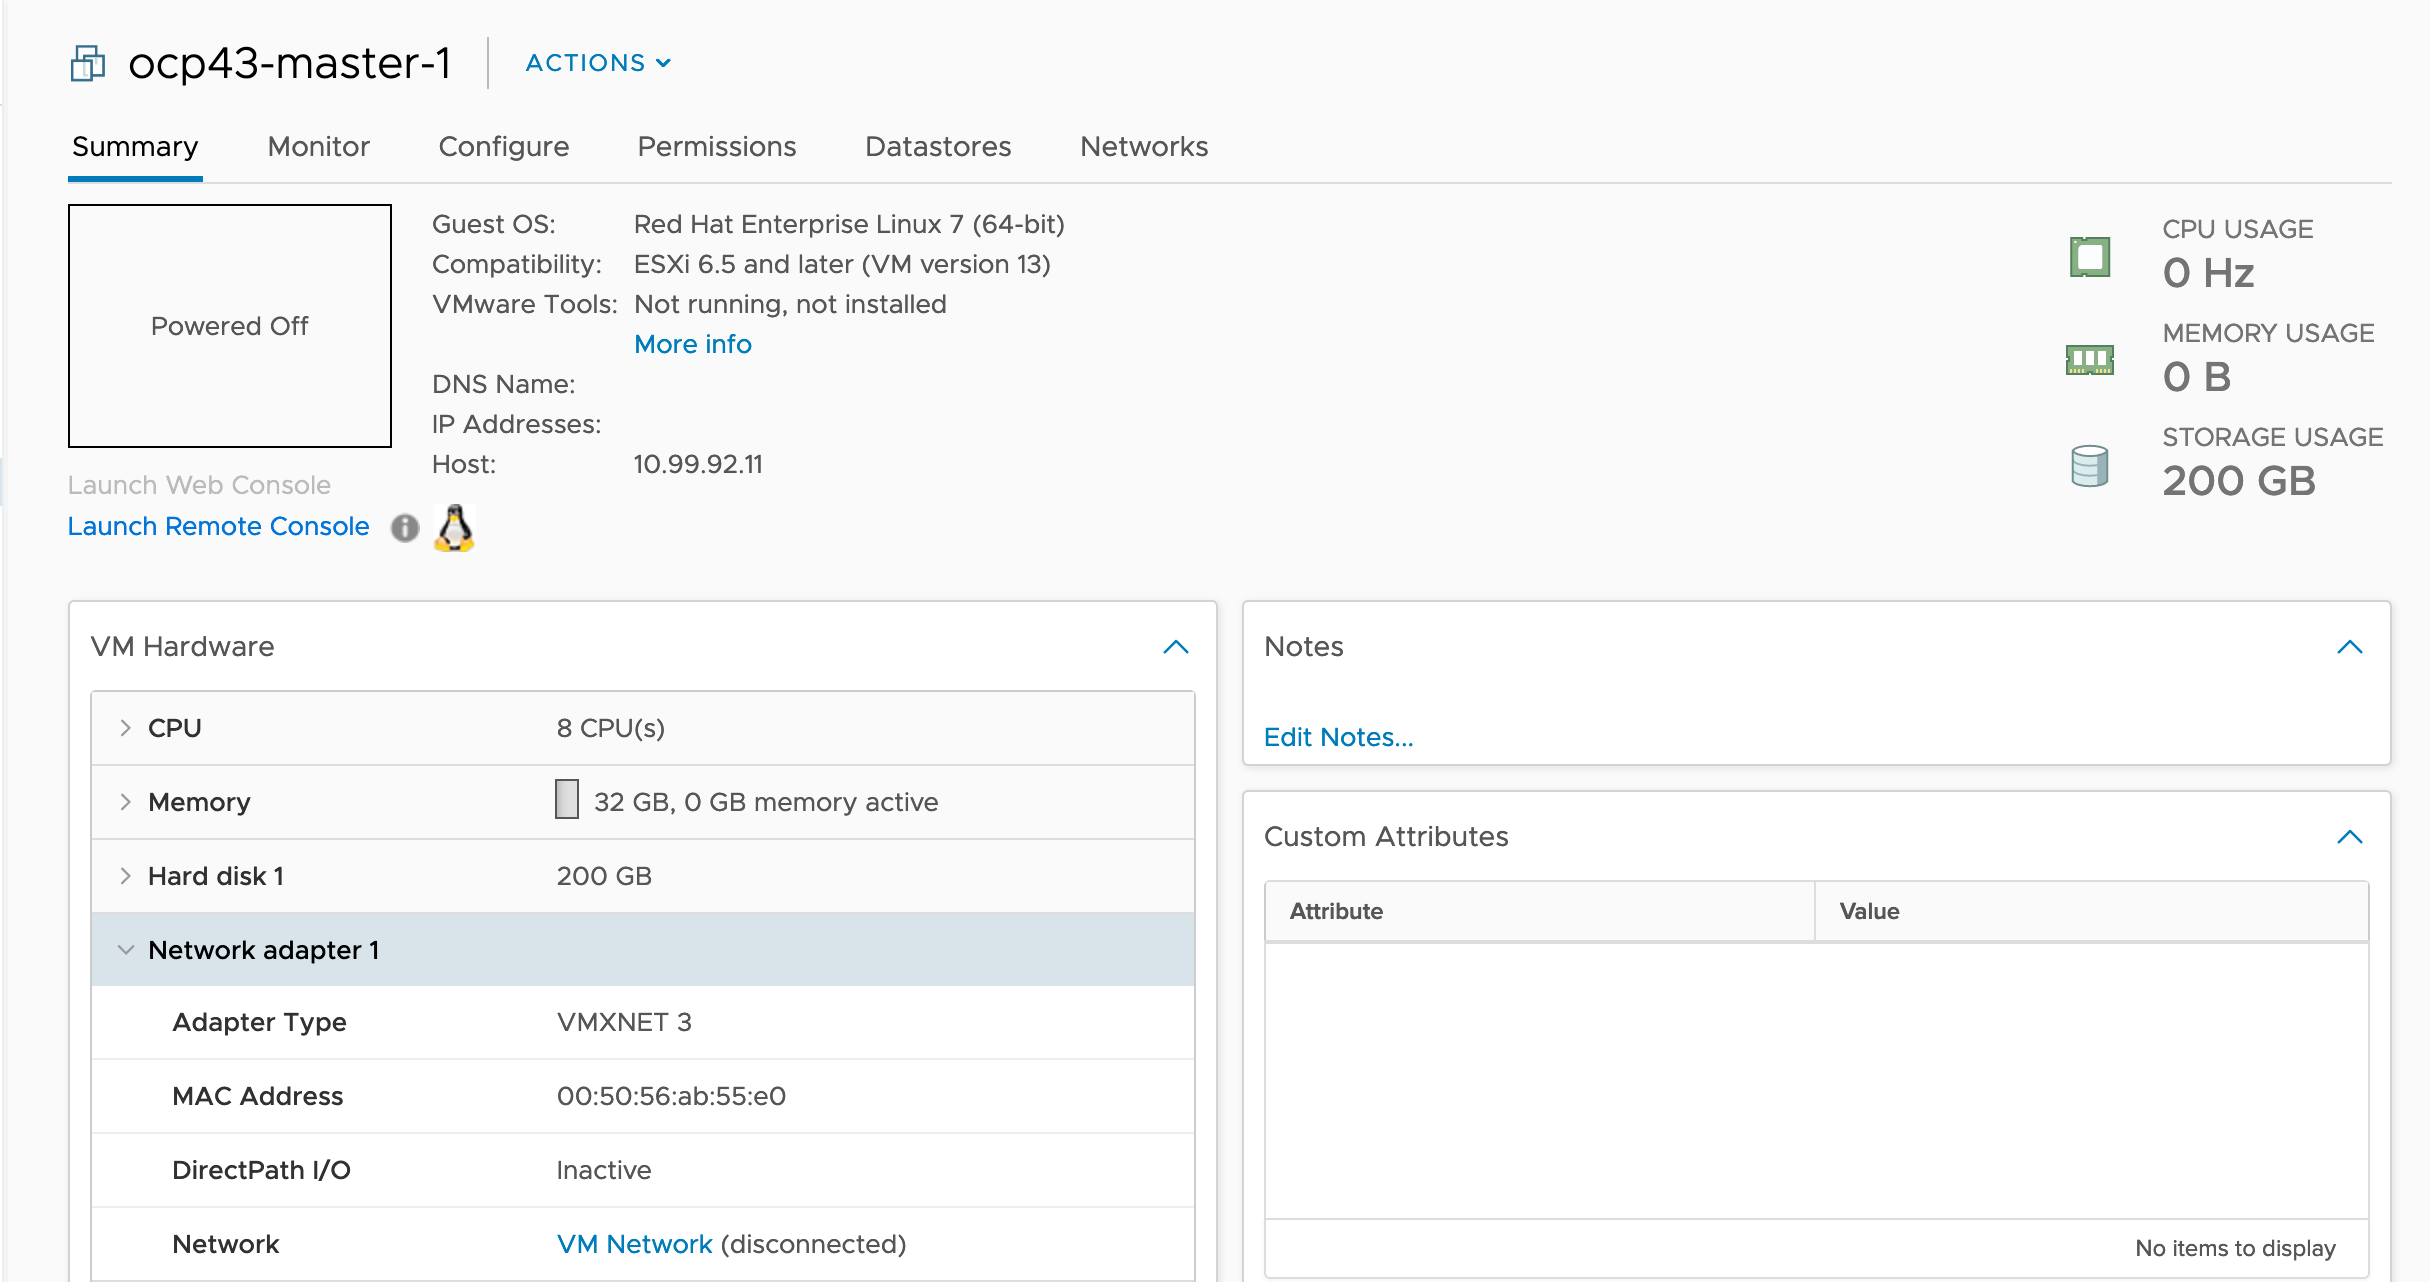 ocp43-master-1
ACTIONS
Summary Monitor Configure Permissions Datastores Networks
Powered Off
Launch Web Console
Launch Remote Console
Guest OS: Red Hat Enterprise Linux 7 (64-bit)
Compatibility: ESXi 6.5 and later (VM version 13)
VMware Tools: Not running, not installed
More info
DNS Name:
IP Addresses:
Host: 10.99.92.11
CPU USAGE
0 Hz
MEMORY USAGE
0 B
STORAGE USAGE
200 GB
VM Hardware
CPU 8 CPU(s)
Memory 32 GB, 0 GB memory active
Hard disk 1 200 GB
Network adapter 1
Adapter Type VMXNET 3
MAC Address 00:50:56:ab:55:e0
DirectPath I/O Inactive
Network VM Network (disconnected)
Notes
Edit Notes...
Custom Attributes
Attribute Value
No items to display